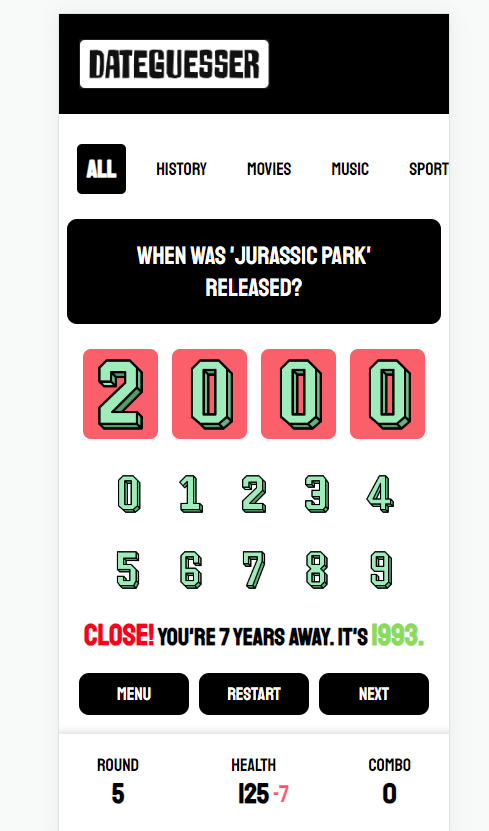 DATEGUESSER
ALL HISTORY MOVIES MUSIC SPORT
WHEN WAS 'JURASSIC PARK'
RELEASED?
2 0 0 0
0 1 2 3 4
5 6 7 8 9
CLOSE! YOU'RE 7 YEARS AWAY. IT'S 1993.
MENU RESTART NEXT
ROUND HEALTH COMBO
5 125 -7 0